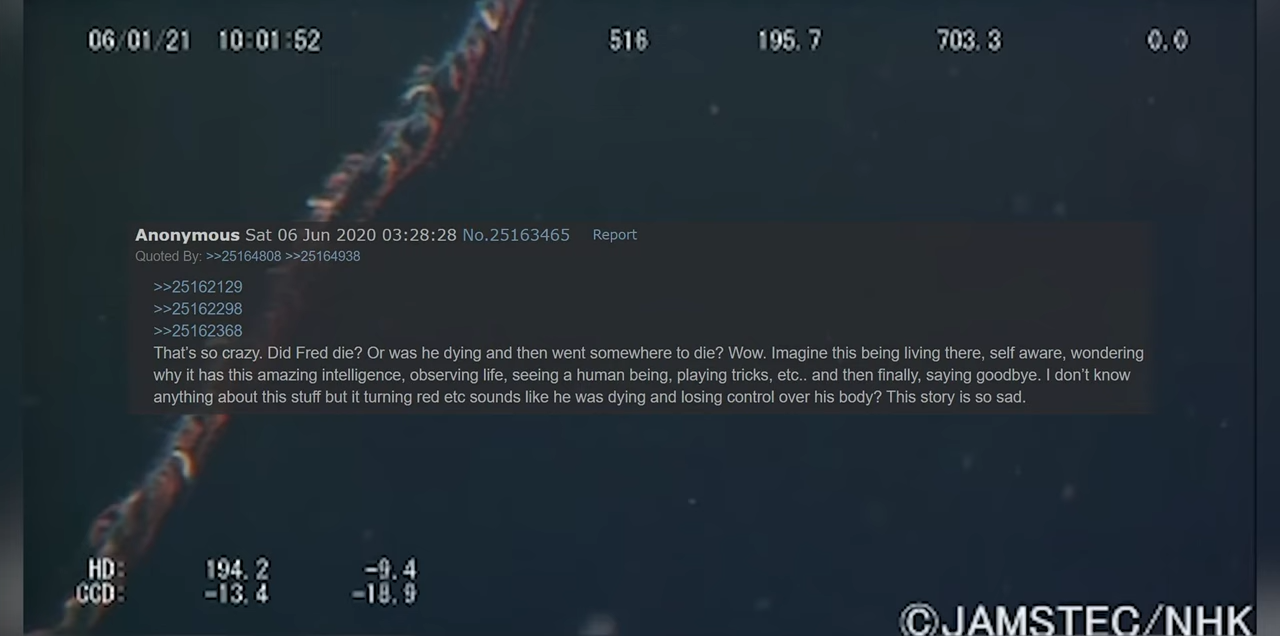 06/01/21 10:01:52 516 195.7 703.3 0.0
Anonymous Sat 06 Jun 2020 03:28:28 No.25163465 Report
Quoted By: >>25164808 >>25164938
>>25162129
>>25162298
>>25162368
That's so crazy. Did Fred die? Or was he dying and then went somewhere to die? Wow. Imagine this being living there, self aware, wondering
why it has this amazing intelligence, observing life, seeing a human being, playing tricks, etc.. and then finally, saying goodbye. I don't know
anything about this stuff but it turning red etc sounds like he was dying and losing control over his body? This story is so sad.
HD: 194.2 -9.4
CCD: -13.4 -18.9
©JAMSTEC/NHK